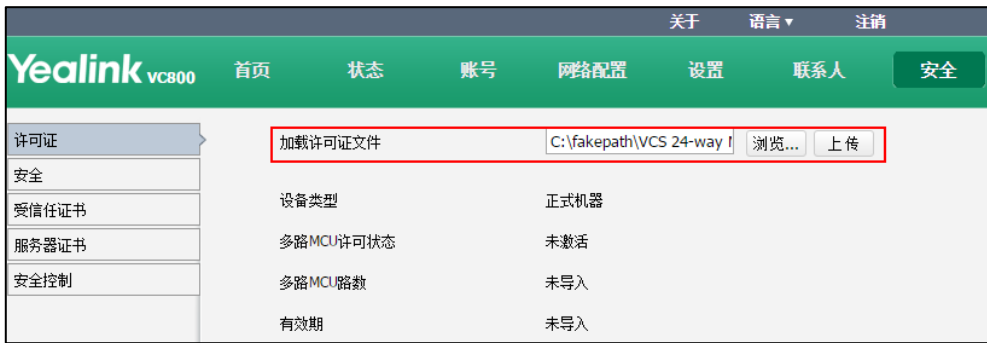 关于 语言▼ 注销
Yealink VC800 首页 状态 账号 网络配置 设置 联系人 安全
许可证
安全
受信任证书
服务器证书
安全控制
加载许可证文件 C:\fakepath\VCS 24-way 浏览... 上传
设备类型 正式机器
多路MCU许可状态 未激活
多路MCU路数 未导入
有效期 未导入